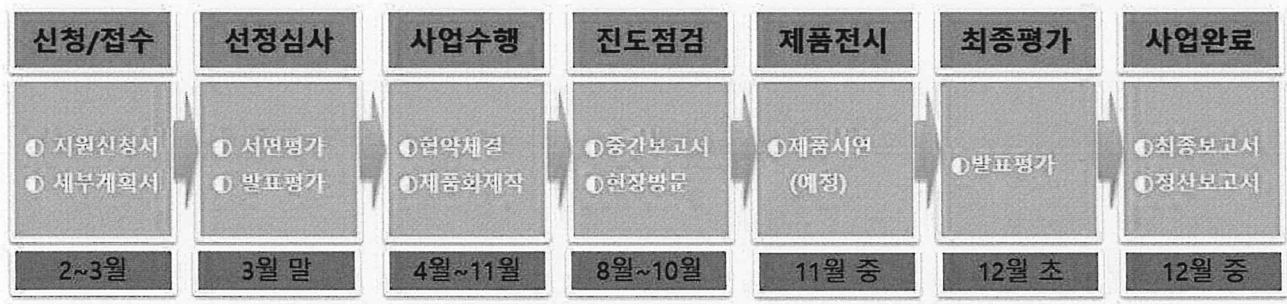 신청/접수
선정심사
사업수행
진도점검
제품전시
최종평가
사업완료
◐ 지원신청서
◐ 세부계획서
◐ 서면평가
◐ 발표평가
◐협약체결
◐제품화제작
◐중간보고서
◐현장방문
◐제품시연
(예정)
◐발표평가
◐최종보고서
◐정산보고서
2~3월
3월 말
4월~11월
8월~10월
11월 중
12월 초
12월 중